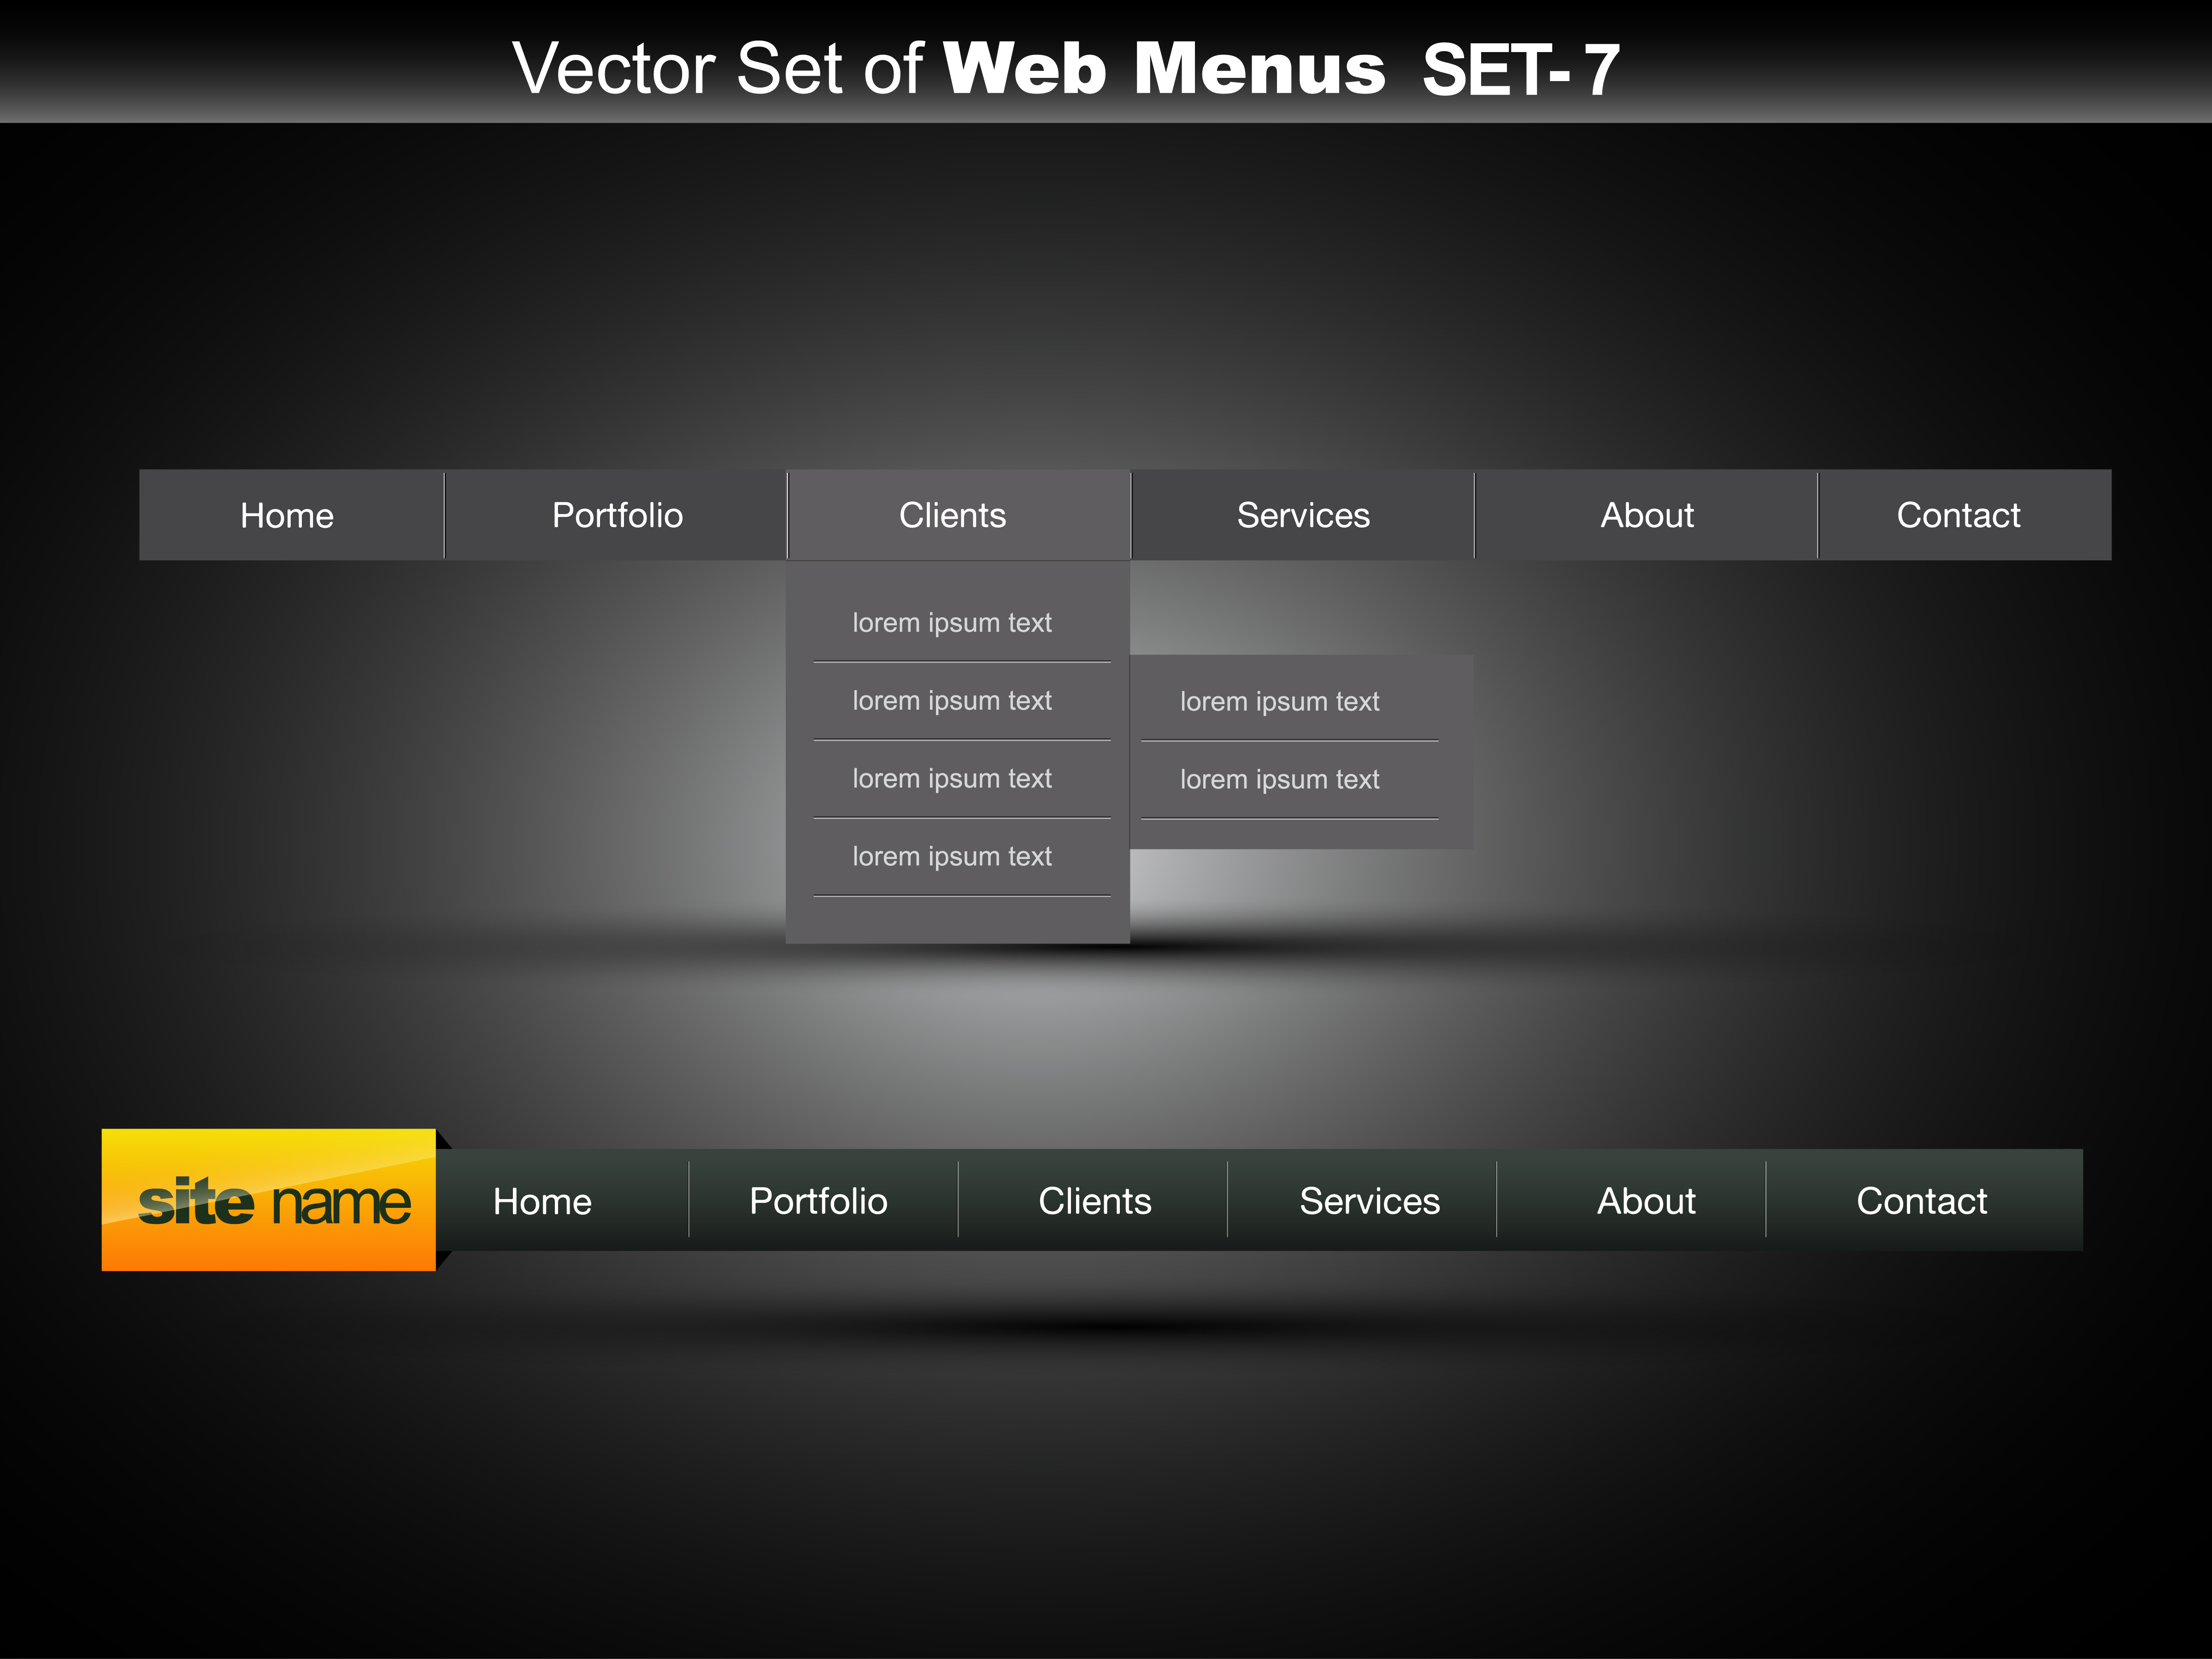 Vector Set of Web Menus SET- 7
Home Portfolio Clients Services About Contact
lorem ipsum text
lorem ipsum text lorem ipsum text
lorem ipsum text lorem ipsum text
lorem ipsum text
site name Home Portfolio Clients Services About Contact